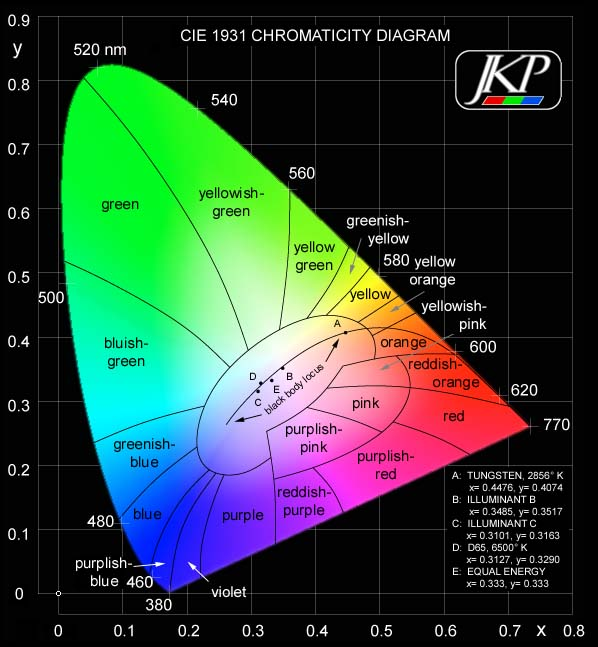 0.9
y
520 nm
CIE 1931 CHROMATICITY DIAGRAM
JKP
0.8
540
0.7
560
yellowish-
green
green
0.6
greenish-
yellow
yellow
green
580
yellow
orange
0.5
500
yellow
yellowish-
pink
A
0.4
orange
600
bluish-
green
reddish-
orange
D
B
E
C
black body locus
620
0.3
pink
red
770
purplish-
pink
greenish-
blue
purplish-
red
0.2
A: TUNGSTEN, 2856° K
x= 0.4476, y= 0.4074
B: ILLUMINANT B
x= 0.3485, y= 0.3517
C: ILLUMINANT C
x= 0.3101, y= 0.3163
D: D65, 6500° K
x= 0.3127, y= 0.3290
E: EQUAL ENERGY
x= 0.333, y= 0.333
reddish-
purple
purple
blue
480
0.1
purplish-
blue
460
violet
0
380
0
0.1
0.2
0.3
0.4
0.5
0.6
0.7
x
0.8